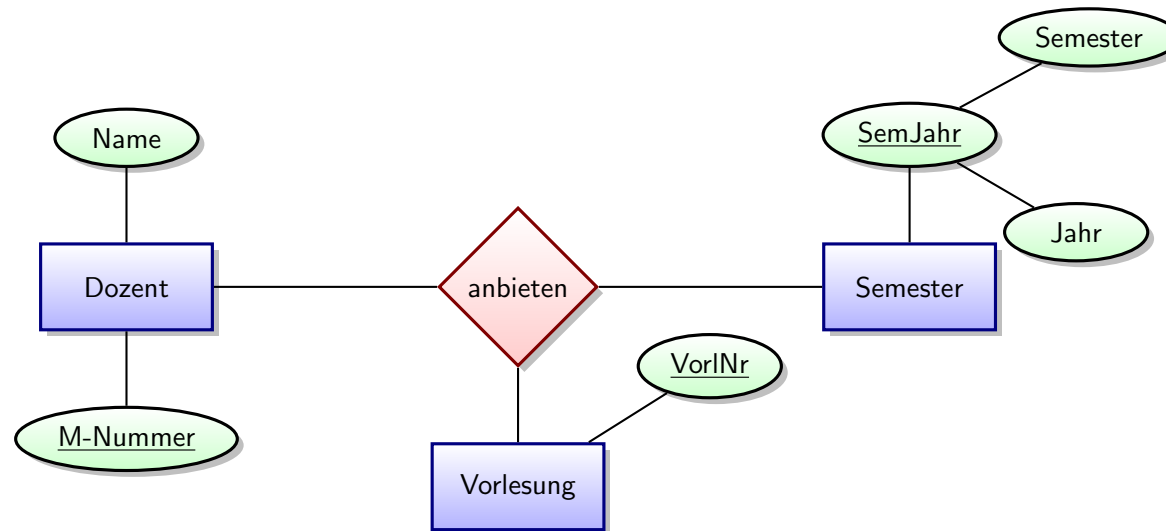 Semester
Name
SemJahr
Jahr
Dozent
anbieten
Semester
VorlNr
M-Nummer
Vorlesung